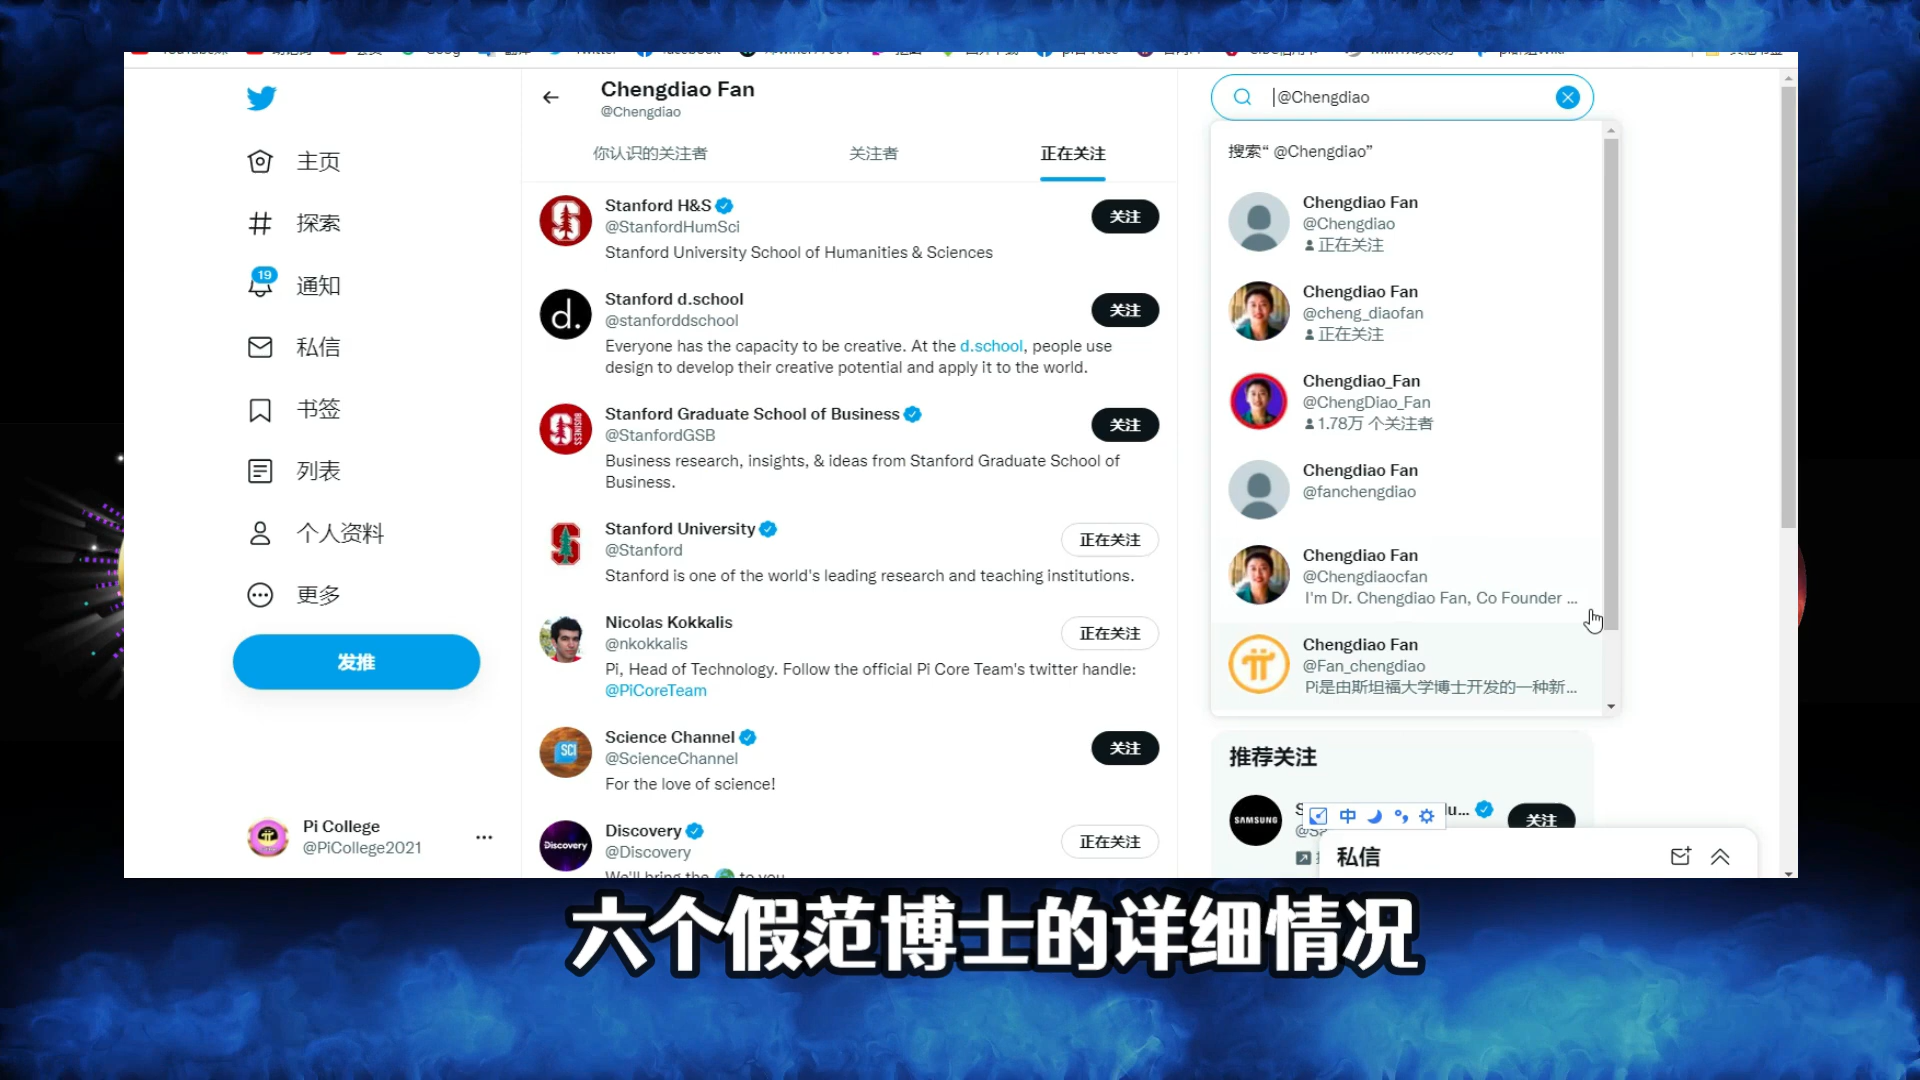 主页
探索
19
通知
私信
书签
列表
个人资料
更多
发推
Pi College
@PiCollege2021
Chengdiao Fan
@Chengdiao
你认识的关注者
关注者
正在关注
Stanford H&S
@StanfordHumSci
Stanford University School of Humanities & Sciences
关注
d.
Stanford d.school
@stanforddschool
Everyone has the capacity to be creative. At the d.school, people use
design to develop their creative potential and apply it to the world.
关注
BUSINESS
Stanford Graduate School of Business
@StanfordGSB
Business research, insights, & ideas from Stanford Graduate School of
Business.
关注
Stanford University
@Stanford
Stanford is one of the world's leading research and teaching institutions.
正在关注
Nicolas Kokkalis
@nkokkalis
Pi, Head of Technology. Follow the official Pi Core Team's twitter handle:
@PiCoreTeam
正在关注
SCI
Science Channel
@ScienceChannel
For the love of science!
关注
Discovery
Discovery
@Discovery
We'll bring the 🌎 to you
正在关注
@Chengdiao
搜索“ @Chengdiao”
Chengdiao Fan
@Chengdiao
正在关注
Chengdiao Fan
@cheng_diaofan
正在关注
Chengdiao_Fan
@ChengDiao_Fan
1.78万 个关注者
Chengdiao Fan
@fanchengdiao
Chengdiao Fan
@Chengdiaocfan
I'm Dr. Chengdiao Fan, Co Founder ...
Chengdiao Fan
@Fan_chengdiao
Pi是由斯坦福大学博士开发的一种新...
推荐关注
SAMSUNG
关注
中
私信
六个假范博士的详细情况